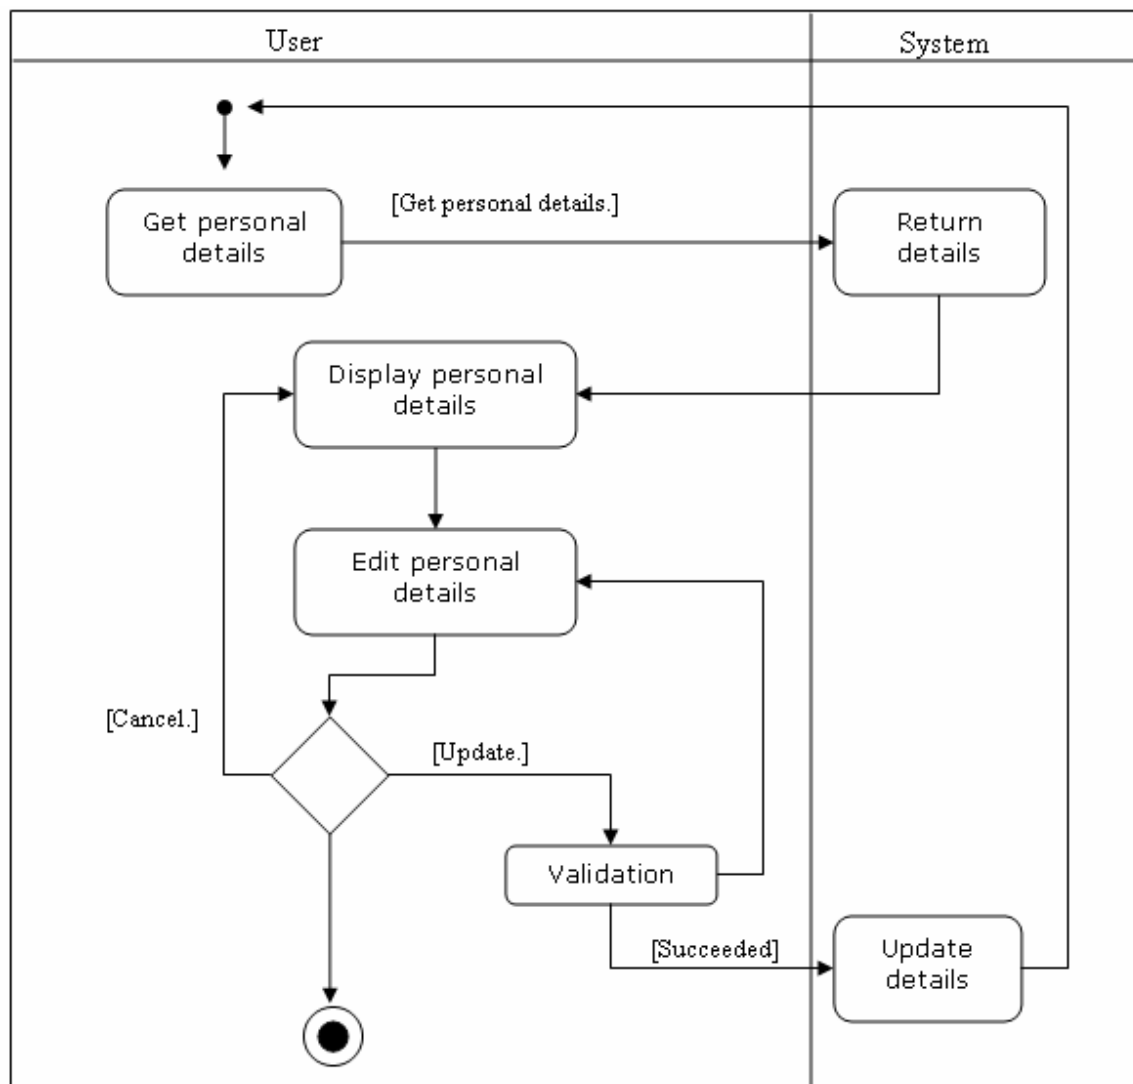 User
System
[Get personal details.]
Get personal
details
Return
details
Display personal
details
Edit personal
details
[Cancel.]
[Update.]
Validation
[Succeeded]
Update
details